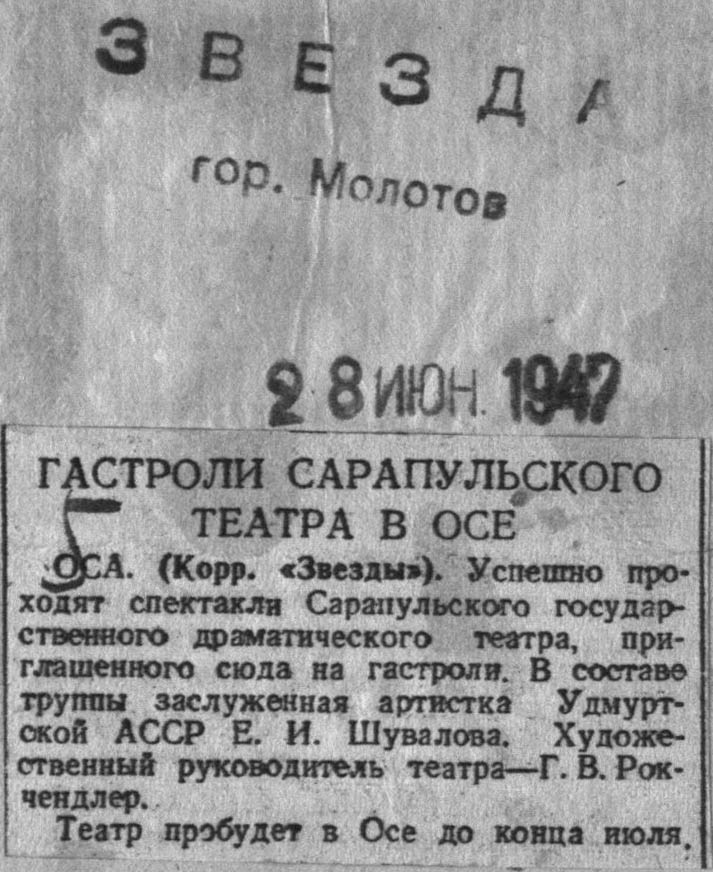 ЗВЕЗДА
гор. Молотов
28 ИЮН. 1947
ГАСТРОЛИ САРАПУЛЬСКОГО
ТЕАТРА В ОСЕ
5
ОСА. (Корр. «Звезды»). Успешно про-
ходят спектакли Сарапульского государ-
ственного драматического театра, при-
глашенного сюда на гастроли. В составе
труппы заслуженная артистка Удмурт-
ской АССР Е. И. Шувалова. Художе-
ственный руководитель театра—Г. В. Рок-
чендлер.
Театр пробудет в Осе до конца июля.